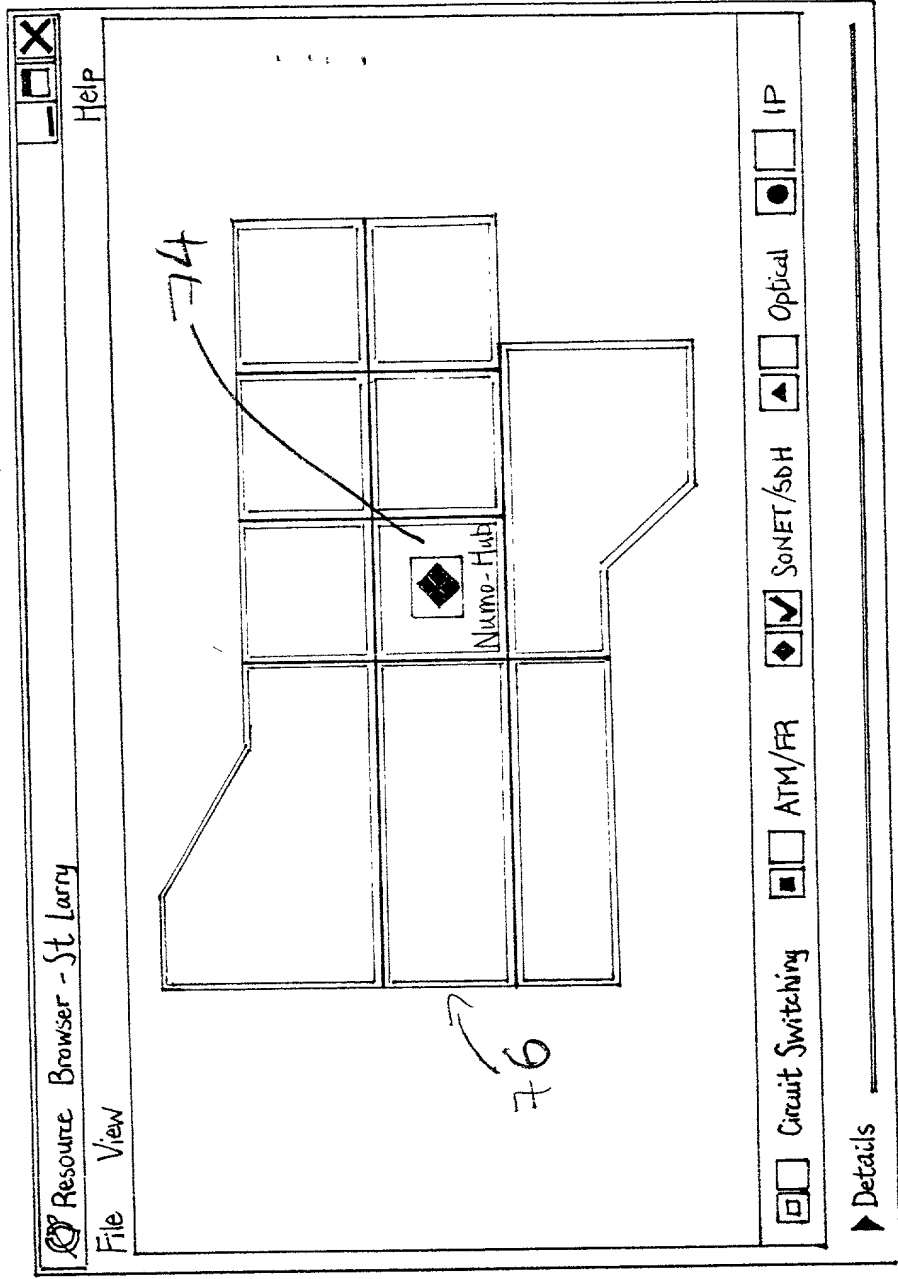 Resource Browser - St Larry
File View Help
74
Numo-Hub
76
Circuit Switching ATM/FR SONET/SDH Optical IP
Details